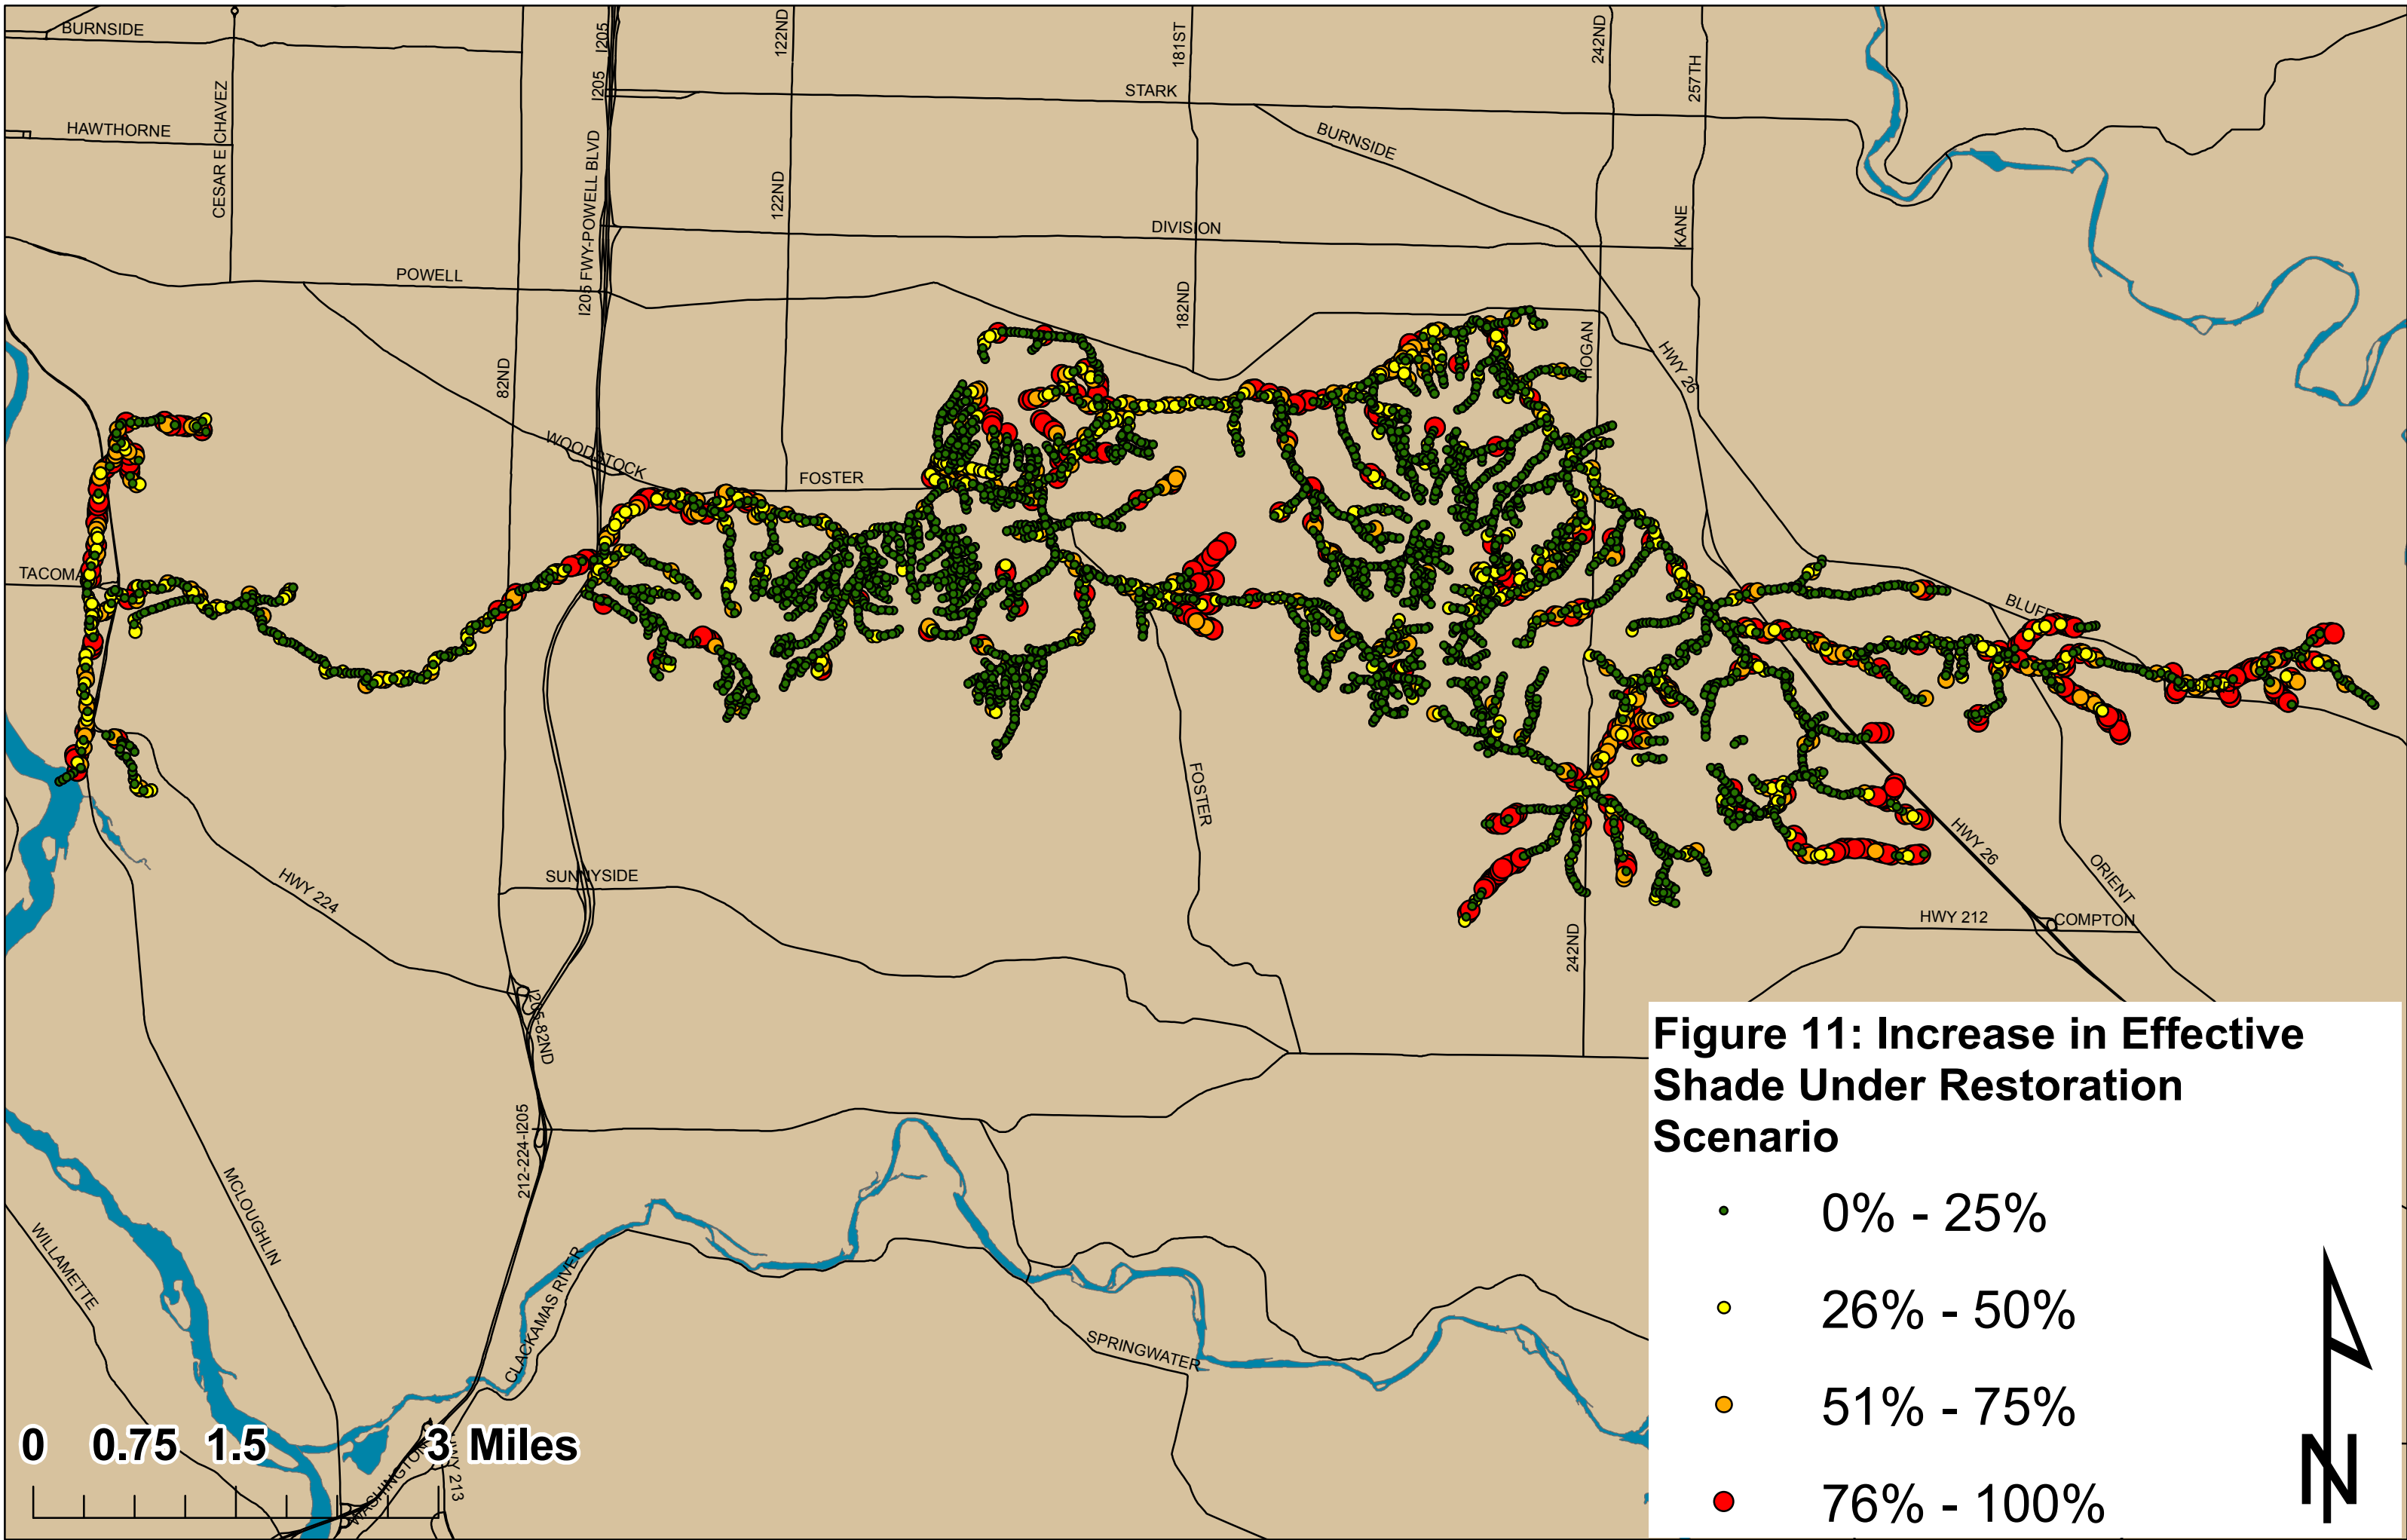 BURNSIDE
I205
122ND
181ST
242ND
257TH
I205
STARK
CESAR E CHAVEZ
HAWTHORNE
BURNSIDE
I205 FWY-POWELL BLVD
122ND
DIVISION
KANE
POWELL
182ND
HOGAN
HWY 26
82ND
WOODSTOCK
FOSTER
TACOMA
BLUFF
FOSTER
HWY 26
HWY 224
SUNNYSIDE
ORIENT
242ND
HWY 212
COMPTON
I205-82ND
212-224-I205
MCLOUGHLIN
WILLAMETTE
CLACKAMAS RIVER
SPRINGWATER
WASHINGTON
HWY 213
0 0.75 1.5 3 Miles
Figure 11: Increase in Effective
Shade Under Restoration
Scenario
0% - 25%
26% - 50%
51% - 75%
76% - 100%
N